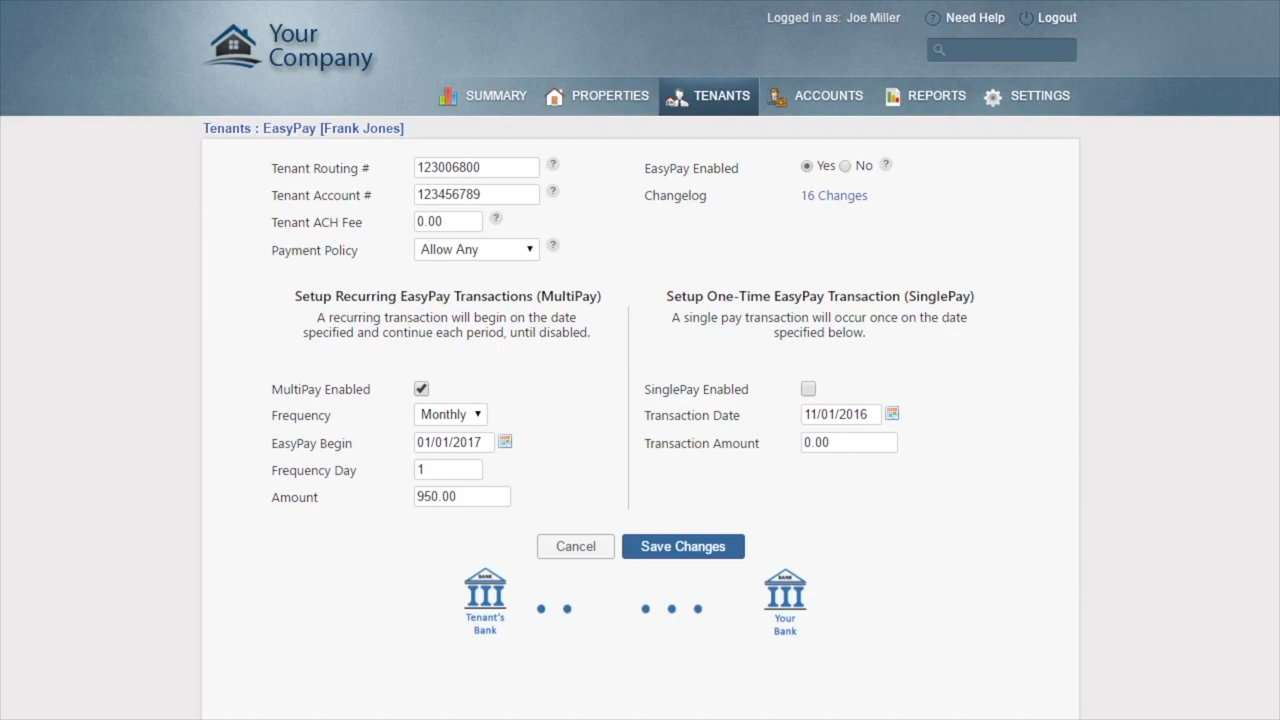 Logged in as: Joe Miller
? Need Help
Logout
Your
Company
SUMMARY
PROPERTIES
TENANTS
ACCOUNTS
REPORTS
SETTINGS
Tenants : EasyPay [Frank Jones]
Tenant Routing # 123006800 ?
Tenant Account # 123456789 ?
Tenant ACH Fee 0.00 ?
Payment Policy Allow Any ?
EasyPay Enabled Yes No ?
Changelog 16 Changes
Setup Recurring EasyPay Transactions (MultiPay)
A recurring transaction will begin on the date
specified and continue each period, until disabled.
MultiPay Enabled
Frequency Monthly
EasyPay Begin 01/01/2017
Frequency Day 1
Amount 950.00
Setup One-Time EasyPay Transaction (SinglePay)
A single pay transaction will occur once on the date
specified below.
SinglePay Enabled
Transaction Date 11/01/2016
Transaction Amount 0.00
Cancel
Save Changes
BANK
Tenant's
Bank
BANK
Your
Bank